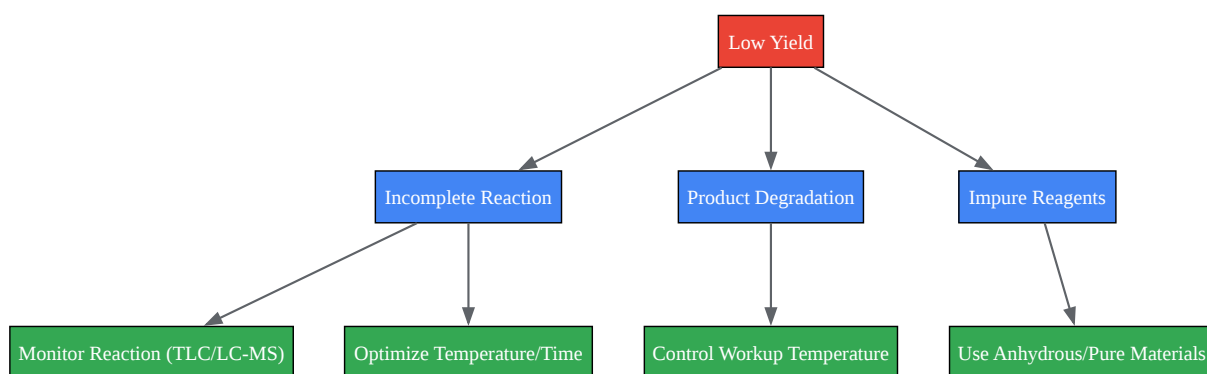 Low Yield
Incomplete Reaction
Product Degradation
Impure Reagents
Monitor Reaction (TLC/LC-MS)
Optimize Temperature/Time
Control Workup Temperature
Use Anhydrous/Pure Materials